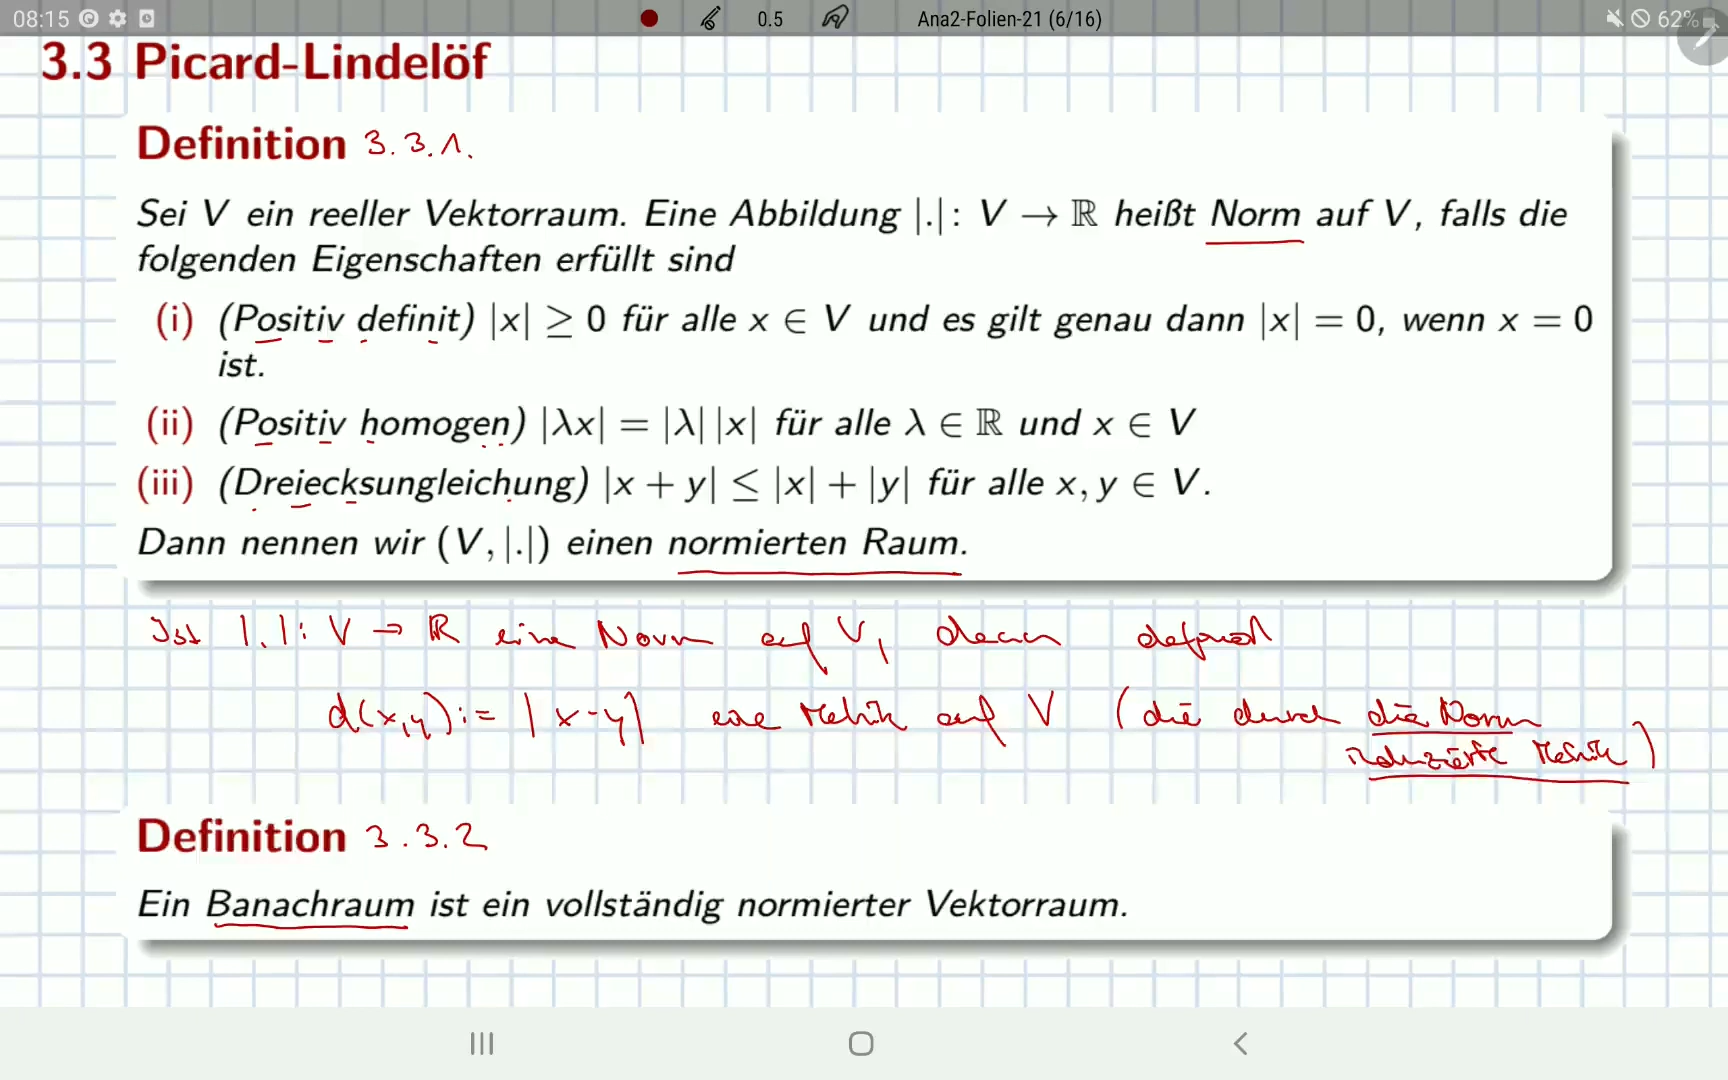 08:15
0.5
Ana2-Folien-21 (6/16)
62%
3.3 Picard-Lindelöf
Definition 3.3.1.
Sei V ein reeller Vektorraum. Eine Abbildung |.|: V → ℝ heißt Norm auf V, falls die
folgenden Eigenschaften erfüllt sind
(i) (Positiv definit) |x| ≥ 0 für alle x ∈ V und es gilt genau dann |x| = 0, wenn x = 0
ist.
(ii) (Positiv homogen) |λx| = |λ| |x| für alle λ ∈ ℝ und x ∈ V
(iii) (Dreiecksungleichung) |x + y| ≤ |x| + |y| für alle x, y ∈ V.
Dann nennen wir (V, |.|) einen normierten Raum.
Ist |.|: V → ℝ eine Norm auf V, dann definiert
d(x,y) := |x-y| eine Metrik auf V (die durch die Norm
induzierte Metrik)
Definition 3.3.2
Ein Banachraum ist ein vollständig normierter Vektorraum.